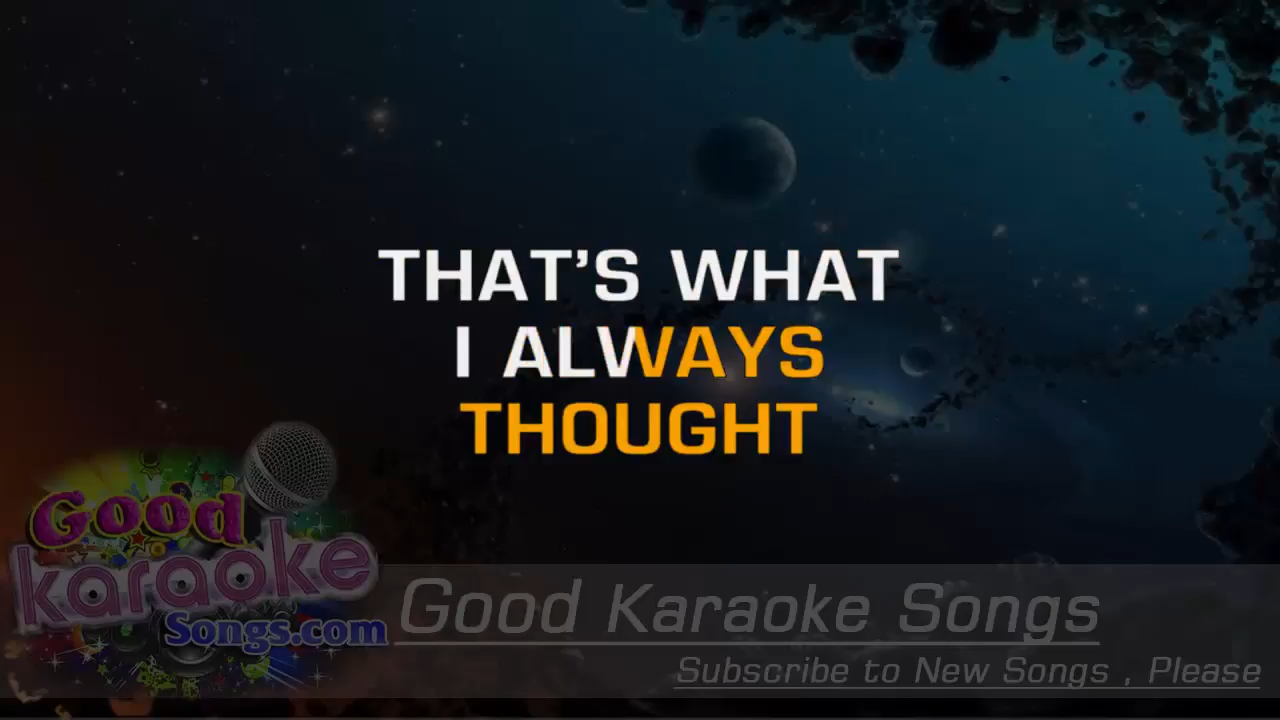 THAT'S WHAT
I ALWAYS
THOUGHT
Good
karaoke
Songs.com
Good Karaoke Songs
Subscribe to New Songs , Please